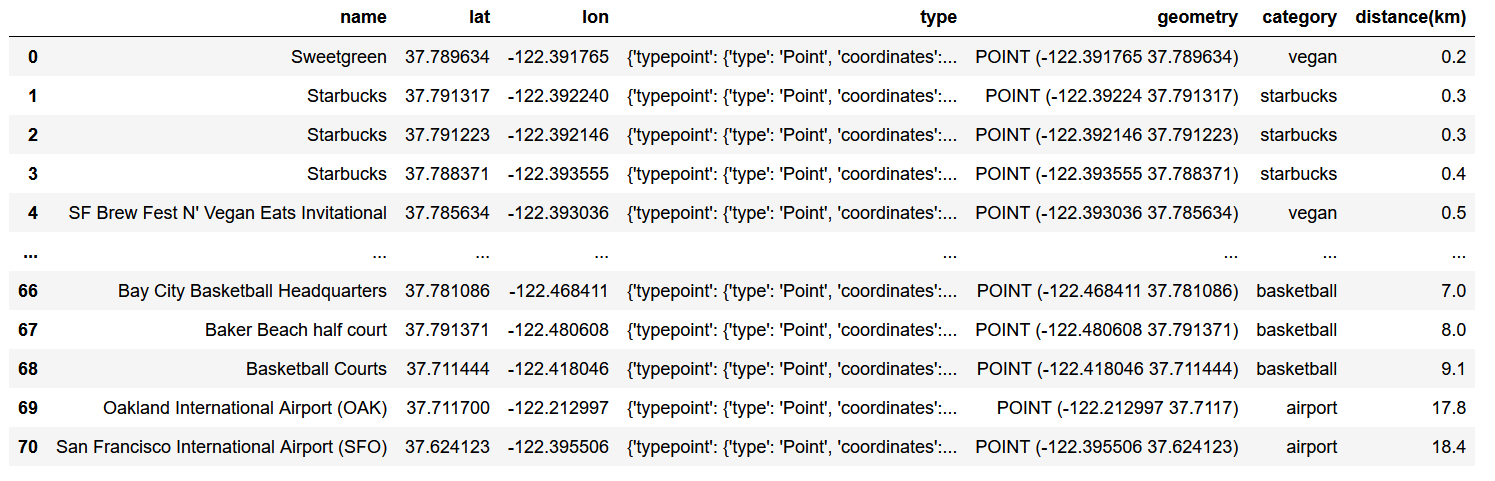 name lat lon type geometry category distance(km)
0 Sweetgreen 37.789634 -122.391765 {'typepoint': {'type': 'Point', 'coordinates':... POINT (-122.391765 37.789634) vegan 0.2
1 Starbucks 37.791317 -122.392240 {'typepoint': {'type': 'Point', 'coordinates':... POINT (-122.39224 37.791317) starbucks 0.3
2 Starbucks 37.791223 -122.392146 {'typepoint': {'type': 'Point', 'coordinates':... POINT (-122.392146 37.791223) starbucks 0.3
3 Starbucks 37.788371 -122.393555 {'typepoint': {'type': 'Point', 'coordinates':... POINT (-122.393555 37.788371) starbucks 0.4
4 SF Brew Fest N' Vegan Eats Invitational 37.785634 -122.393036 {'typepoint': {'type': 'Point', 'coordinates':... POINT (-122.393036 37.785634) vegan 0.5
... ... ... ... ... ... ... ...
66 Bay City Basketball Headquarters 37.781086 -122.468411 {'typepoint': {'type': 'Point', 'coordinates':... POINT (-122.468411 37.781086) basketball 7.0
67 Baker Beach half court 37.791371 -122.480608 {'typepoint': {'type': 'Point', 'coordinates':... POINT (-122.480608 37.791371) basketball 8.0
68 Basketball Courts 37.711444 -122.418046 {'typepoint': {'type': 'Point', 'coordinates':... POINT (-122.418046 37.711444) basketball 9.1
69 Oakland International Airport (OAK) 37.711700 -122.212997 {'typepoint': {'type': 'Point', 'coordinates':... POINT (-122.212997 37.7117) airport 17.8
70 San Francisco International Airport (SFO) 37.624123 -122.395506 {'typepoint': {'type': 'Point', 'coordinates':... POINT (-122.395506 37.624123) airport 18.4